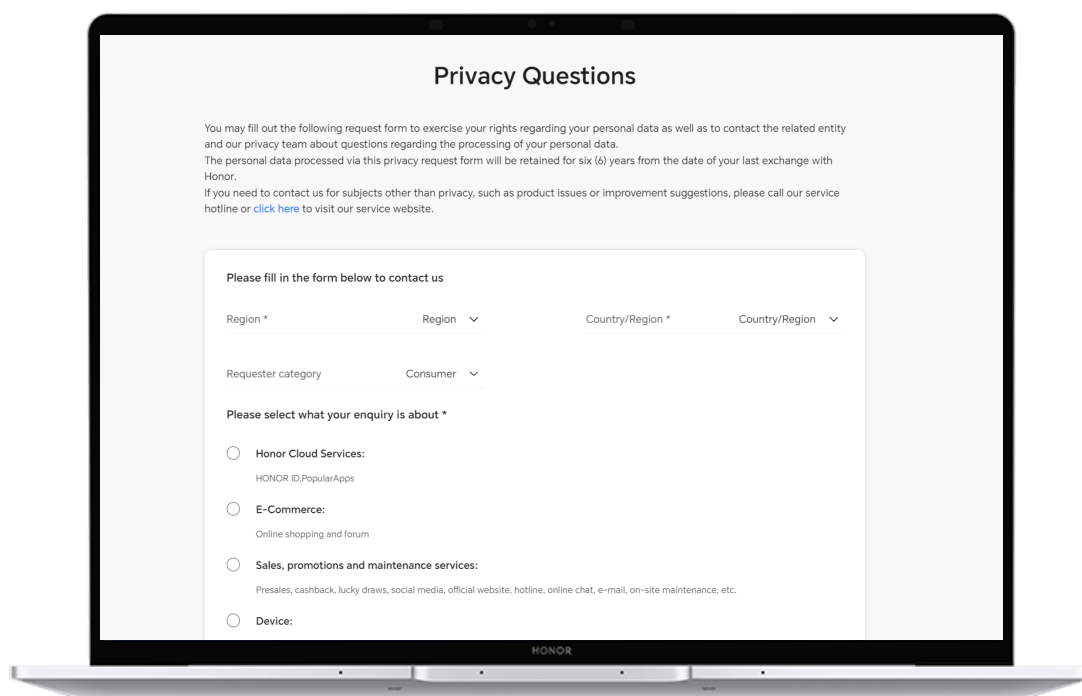 Privacy Questions
You may fill out the following request form to exercise your rights regarding your personal data as well as to contact the related entity
and our privacy team about questions regarding the processing of your personal data.
The personal data processed via this privacy request form will be retained for six (6) years from the date of your last exchange with
Honor.
If you need to contact us for subjects other than privacy, such as product issues or improvement suggestions, please call our service
hotline or click here to visit our service website.
Please fill in the form below to contact us
Region * Region Country/Region * Country/Region
Requester category Consumer
Please select what your enquiry is about *
Honor Cloud Services:
HONOR ID,PopularApps
E-Commerce:
Online shopping and forum
Sales, promotions and maintenance services:
Presales, cashback, lucky draws, social media, official website, hotline, online chat, e-mail, on-site maintenance, etc.
Device:
HONOR